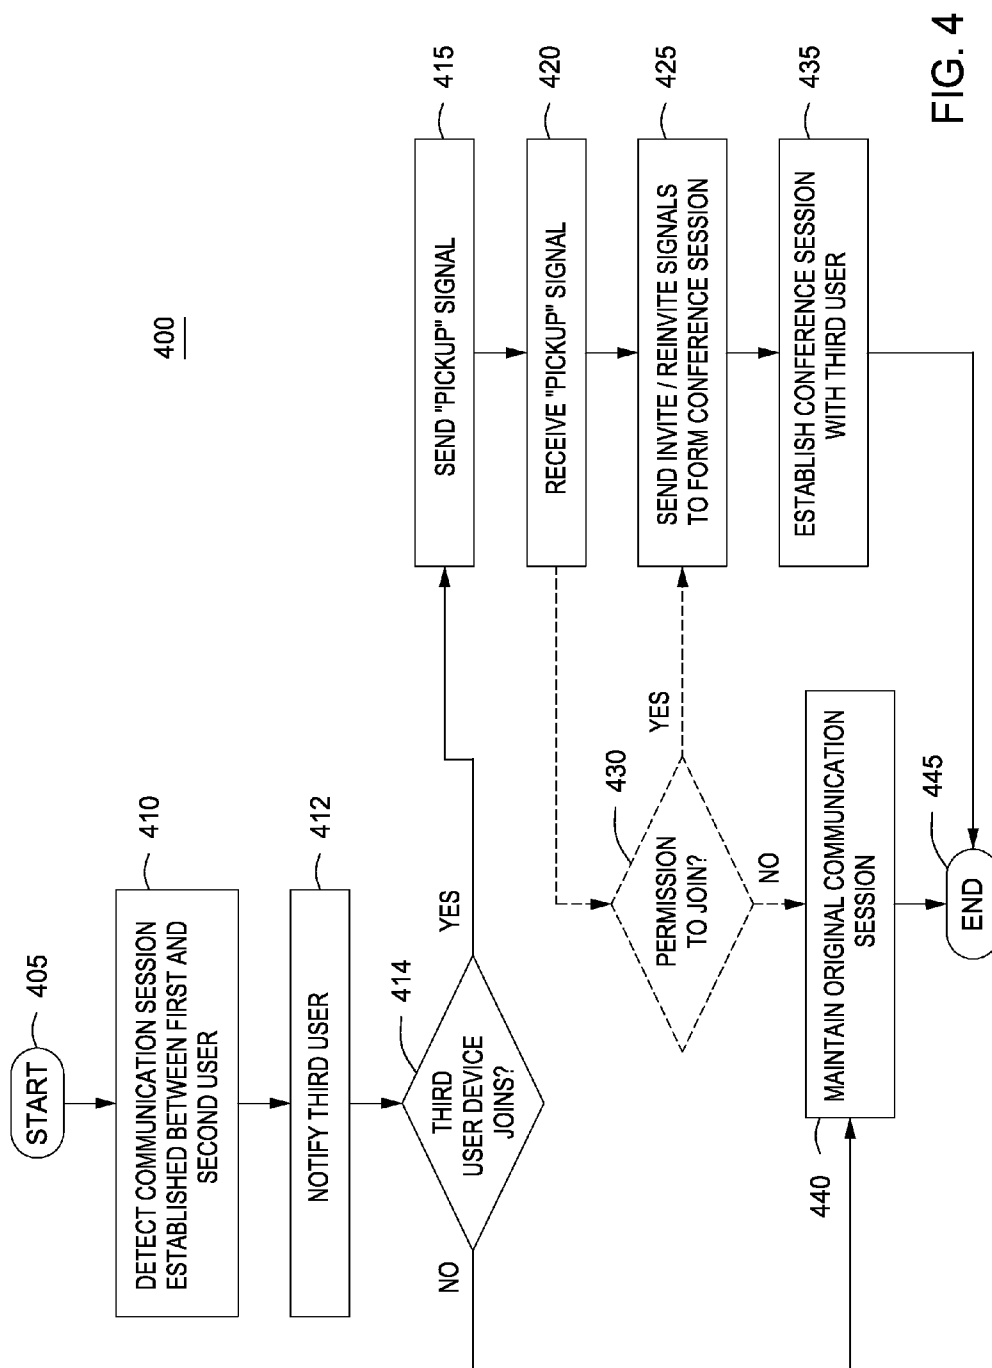 400
START
405
DETECT COMMUNICATION SESSION
ESTABLISHED BETWEEN FIRST AND
SECOND USER
410
NOTIFY THIRD USER
412
THIRD
USER DEVICE
JOINS?
414
NO
YES
SEND "PICKUP" SIGNAL
415
RECEIVE "PICKUP" SIGNAL
420
PERMISSION
TO JOIN?
430
YES
NO
SEND INVITE / REINVITE SIGNALS
TO FORM CONFERENCE SESSION
425
ESTABLISH CONFERENCE SESSION
WITH THIRD USER
435
MAINTAIN ORIGINAL COMMUNICATION
SESSION
440
END
445
FIG. 4